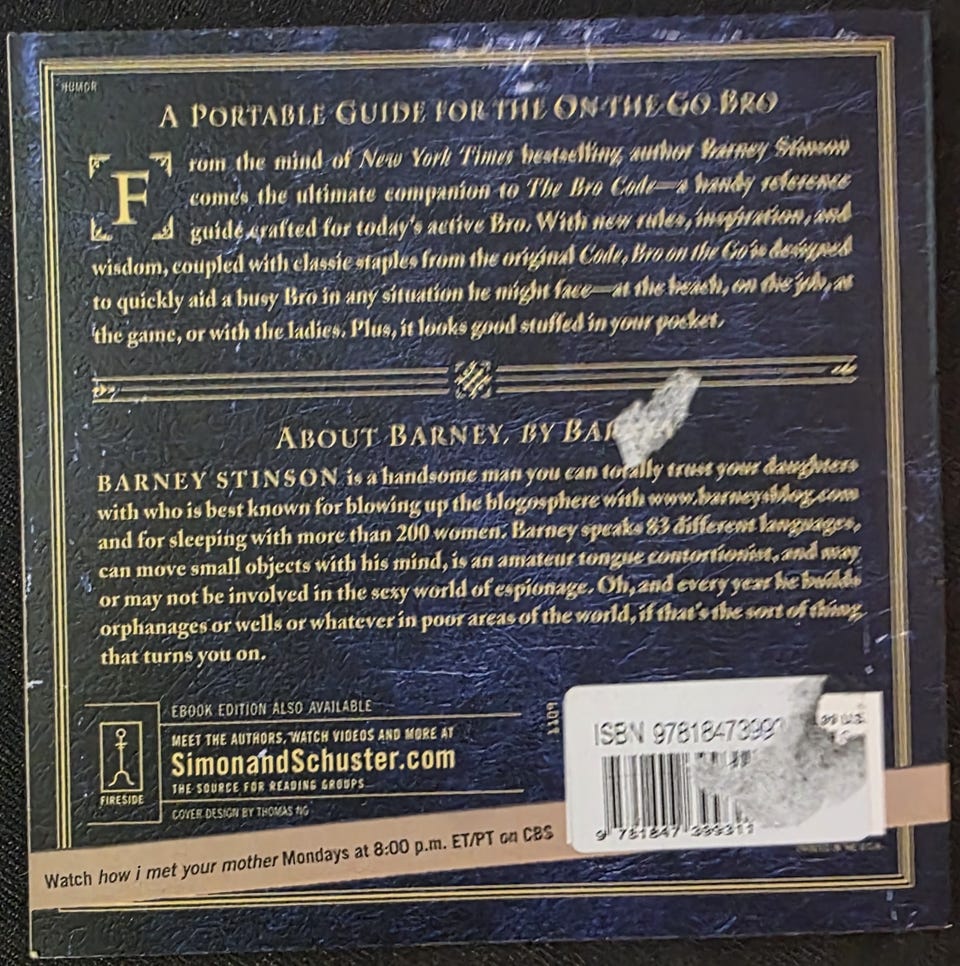 HUMOR
A PORTABLE GUIDE FOR THE ON-THE-GO BRO
From the mind of New York Times bestselling author Barney Stinson
comes the ultimate companion to The Bro Code—a handy reference
guide crafted for today's active Bro. With new rules, inspiration, and
wisdom, coupled with classic staples from the original Code, Bro on the Go is designed
to quickly aid a busy Bro in any situation he might face—at the beach, on the job, at
the game, or with the ladies. Plus, it looks good stuffed in your pocket.
ABOUT BARNEY, BY BAR
BARNEY STINSON is a handsome man you can totally trust your daughters
with who is best known for blowing up the blogosphere with www.barneysblog.com
and for sleeping with more than 200 women. Barney speaks 83 different languages,
can move small objects with his mind, is an amateur tongue contortionist, and may
or may not be involved in the sexy world of espionage. Oh, and every year he builds
orphanages or wells or whatever in poor areas of the world, if that's the sort of thing
that turns you on.
FIRESIDE
EBOOK EDITION ALSO AVAILABLE
MEET THE AUTHORS, WATCH VIDEOS AND MORE AT
SimonandSchuster.com
THE SOURCE FOR READING GROUPS
COVER DESIGN BY THOMAS NG
1109
ISBN 9781847399
.99 U.S.
9 781847 399311
PRINTED IN THE U.S.A.
Watch how i met your mother Mondays at 8:00 p.m. ET/PT on CBS